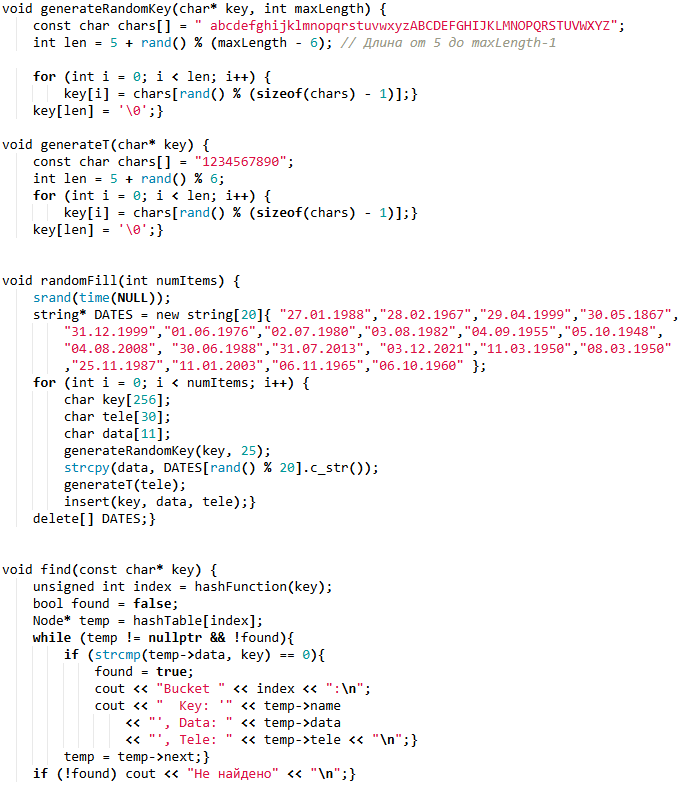 void generateRandomKey(char* key, int maxLength) {
    const char chars[] = " abcdefghijklmnopqrstuvwxyzABCDEFGHIJKLMNOPQRSTUVWXYZ";
    int len = 5 + rand() % (maxLength - 6); // Длина от 5 до maxLength-1

    for (int i = 0; i < len; i++) {
        key[i] = chars[rand() % (sizeof(chars) - 1)];}
    key[len] = '\0';}

void generateT(char* key) {
    const char chars[] = "1234567890";
    int len = 5 + rand() % 6;
    for (int i = 0; i < len; i++) {
        key[i] = chars[rand() % (sizeof(chars) - 1)];}
    key[len] = '\0';}


void randomFill(int numItems) {
    srand(time(NULL));
    string* DATES = new string[20]{ "27.01.1988","28.02.1967","29.04.1999","30.05.1867",
        "31.12.1999","01.06.1976","02.07.1980","03.08.1982","04.09.1955","05.10.1948",
        "04.08.2008", "30.06.1988","31.07.2013", "03.12.2021","11.03.1950","08.03.1950"
        ,"25.11.1987","11.01.2003","06.11.1965","06.10.1960" };
    for (int i = 0; i < numItems; i++) {
        char key[256];
        char tele[30];
        char data[11];
        generateRandomKey(key, 25);
        strcpy(data, DATES[rand() % 20].c_str());
        generateT(tele);
        insert(key, data, tele);}
    delete[] DATES;}


void find(const char* key) {
    unsigned int index = hashFunction(key);
    bool found = false;
    Node* temp = hashTable[index];
    while (temp != nullptr && !found){
        if (strcmp(temp->data, key) == 0){
            found = true;
            cout << "Bucket " << index << ":\n";
            cout << "  Key: '" << temp->name
                << "', Data: " << temp->data
                << "', Tele: " << temp->tele << "\n";}
        temp = temp->next;}
    if (!found) cout << "Не найдено" << "\n";}